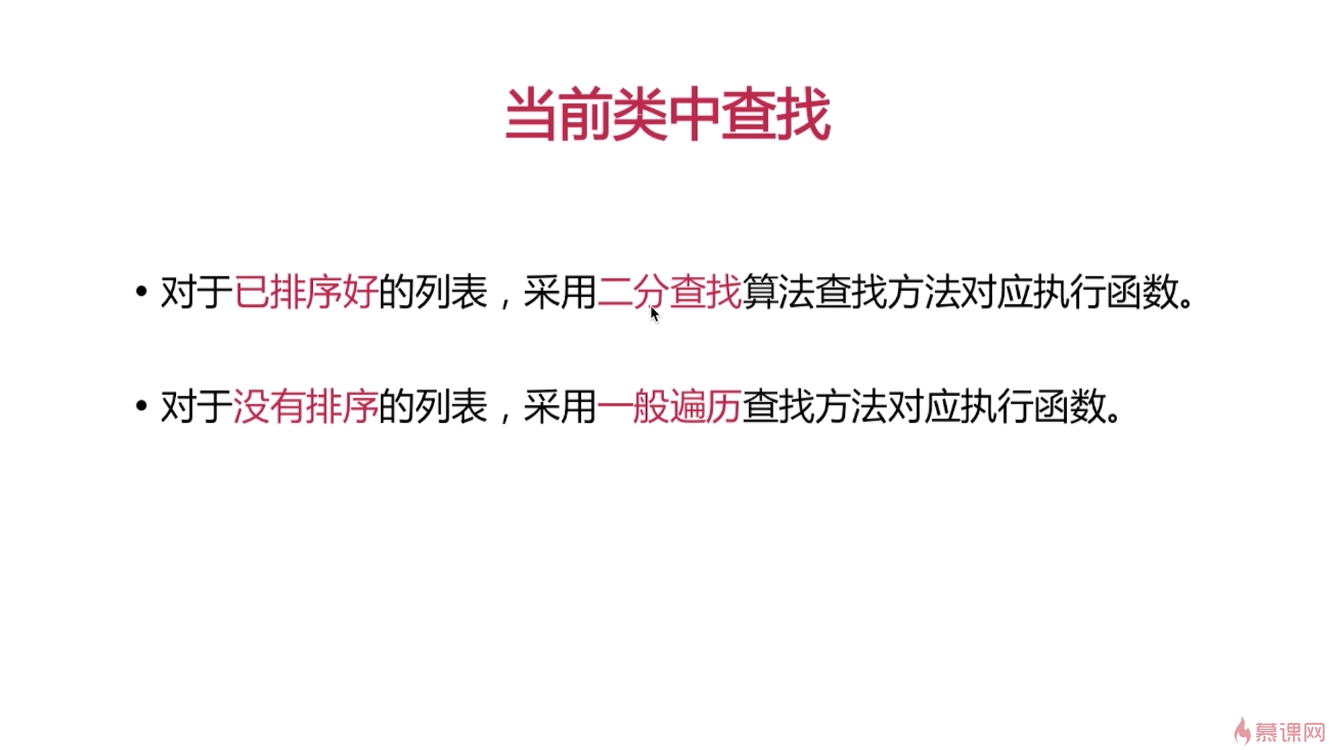 当前类中查找
• 对于已排序好的列表，采用二分查找算法查找方法对应执行函数。
• 对于没有排序的列表，采用一般遍历查找方法对应执行函数。
慕课网